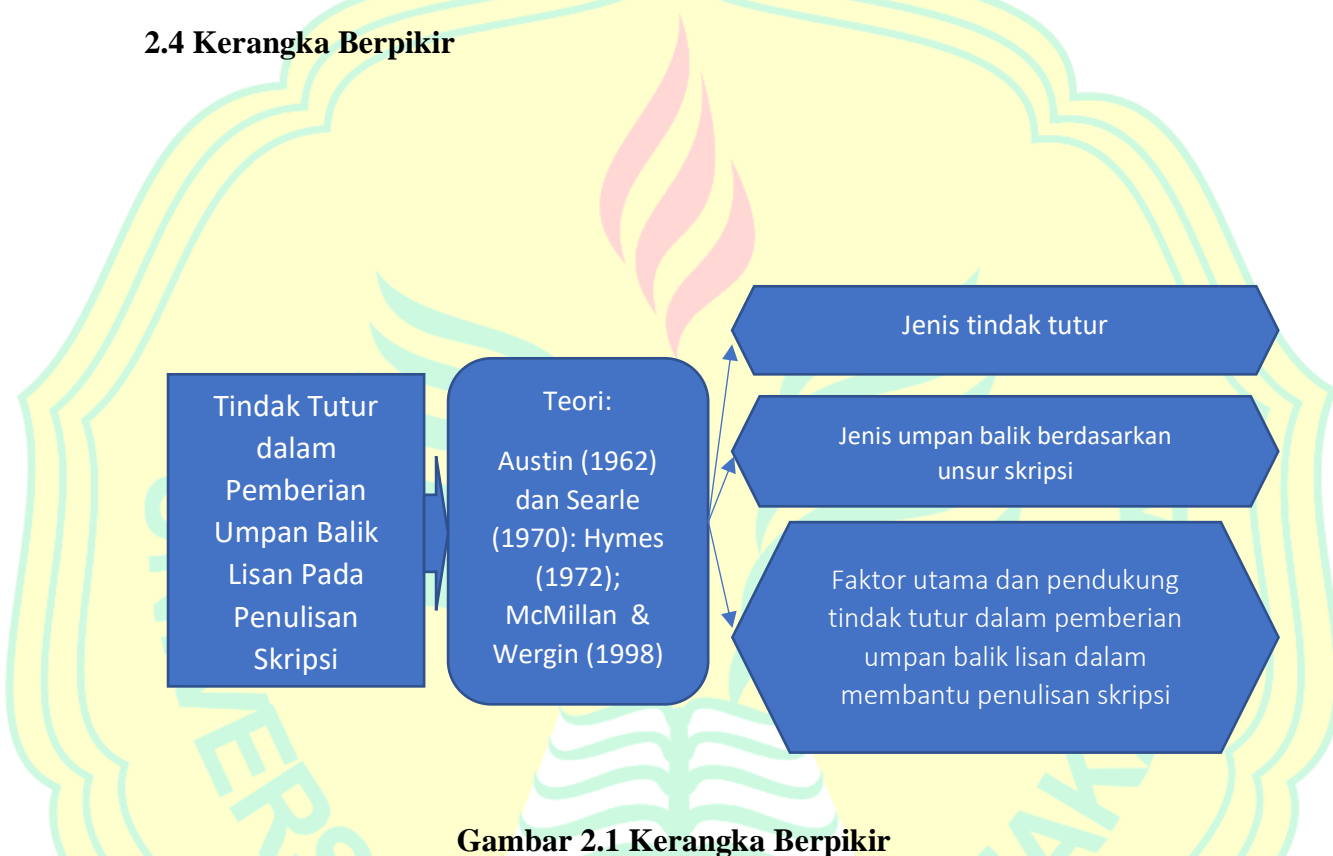 2.4 Kerangka Berpikir
Tindak Tutur
dalam
Pemberian
Umpan Balik
Lisan Pada
Penulisan
Skripsi
Teori:
Austin (1962)
dan Searle
(1970): Hymes
(1972);
McMillan &
Wergin (1998)
Jenis tindak tutur
Jenis umpan balik berdasarkan
unsur skripsi
Faktor utama dan pendukung
tindak tutur dalam pemberian
umpan balik lisan dalam
membantu penulisan skripsi
Gambar 2.1 Kerangka Berpikir